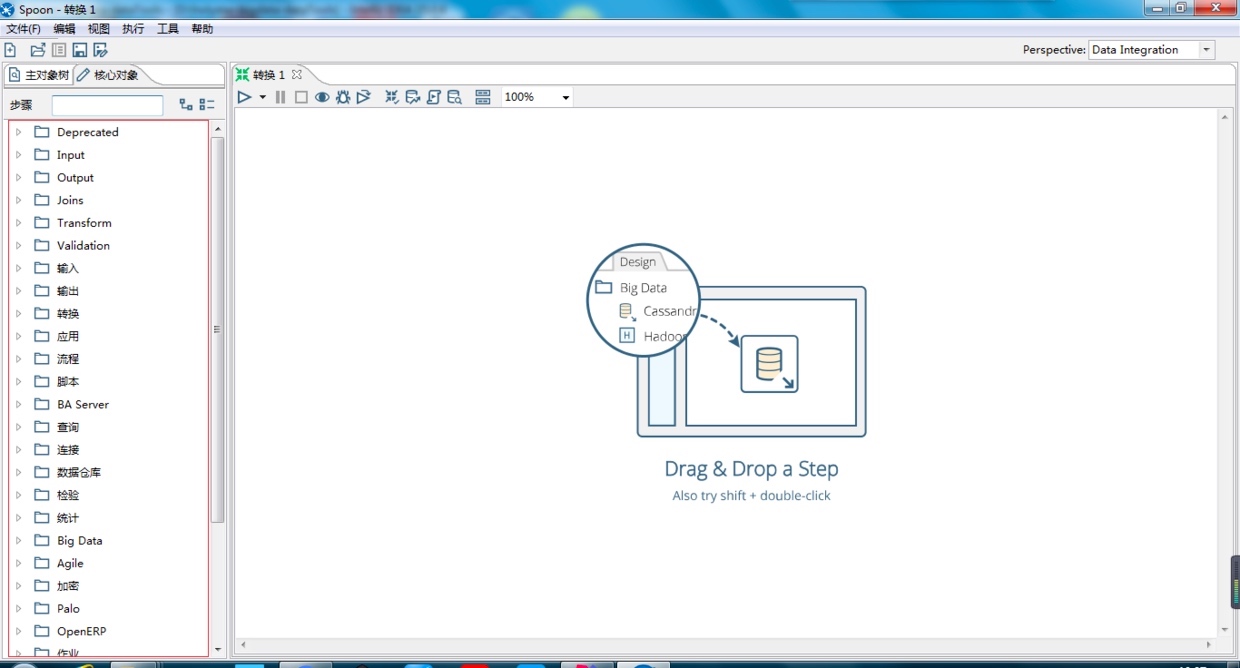 Spoon - 转换 1
文件(F) 编辑 视图 执行 工具 帮助
Perspective: Data Integration
主对象树 核心对象
转换 1
步骤
100%
Deprecated
Input
Output
Joins
Transform
Validation
输入
输出
转换
应用
流程
脚本
BA Server
查询
连接
数据仓库
检验
统计
Big Data
Agile
加密
Palo
OpenERP
作业
Design
Big Data
Cassandr
H Hadoop
Drag & Drop a Step
Also try shift + double-click